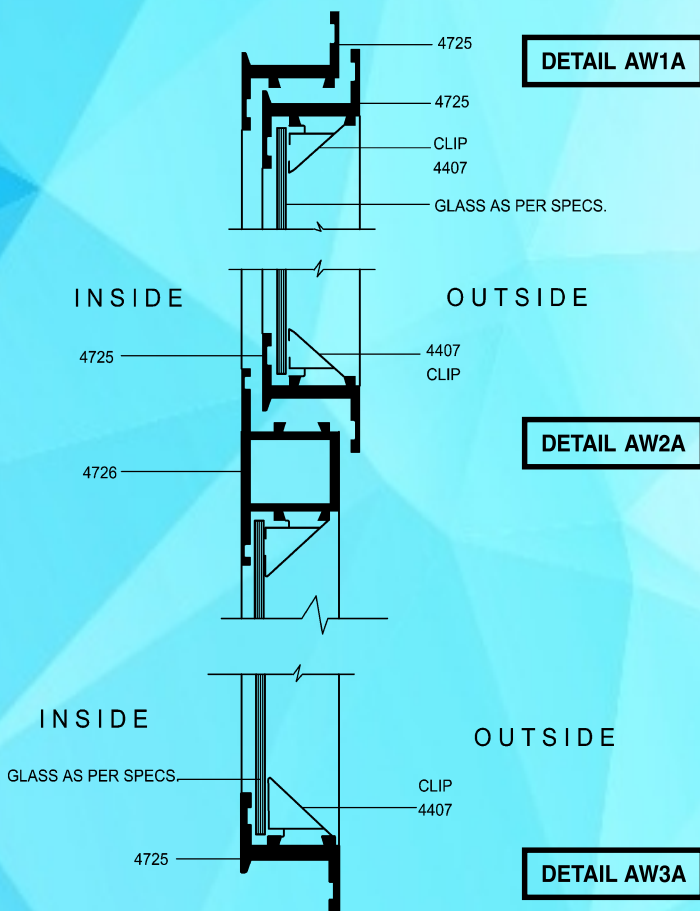 4725
DETAIL AW1A
4725
CLIP
4407
GLASS AS PER SPECS.
INSIDE
OUTSIDE
4725
4407
CLIP
DETAIL AW2A
4726
INSIDE
OUTSIDE
GLASS AS PER SPECS.
CLIP
4407
4725
DETAIL AW3A